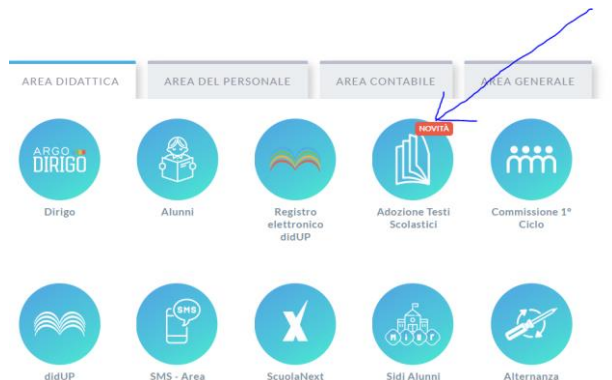 AREA DIDATTICA
AREA DEL PERSONALE
AREA CONTABILE
AREA GENERALE
ARGO
DIRIGO
NOVITÀ
Dirigo
Alunni
Registro
elettronico
didUP
Adozione Testi
Scolastici
Commissione 1°
Ciclo
SMS
X
MIUR
didUP
SMS - Area
ScuolaNext
Sidi Alunni
Alternanza